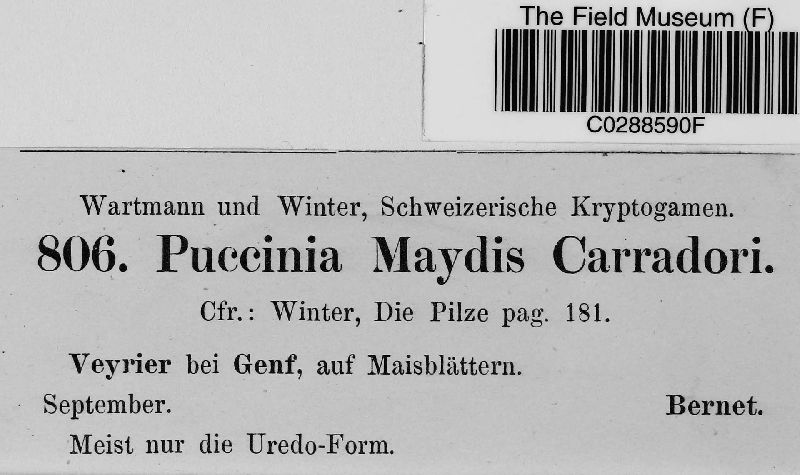 The Field Museum (F)
C0288590F
Wartmann und Winter, Schweizerische Kryptogamen.
806. Puccinia Maydis Carradori.
Cfr.: Winter, Die Pilze pag. 181.
Veyrier bei Genf, auf Maisblättern.
September. Bernet.
Meist nur die Uredo-Form.